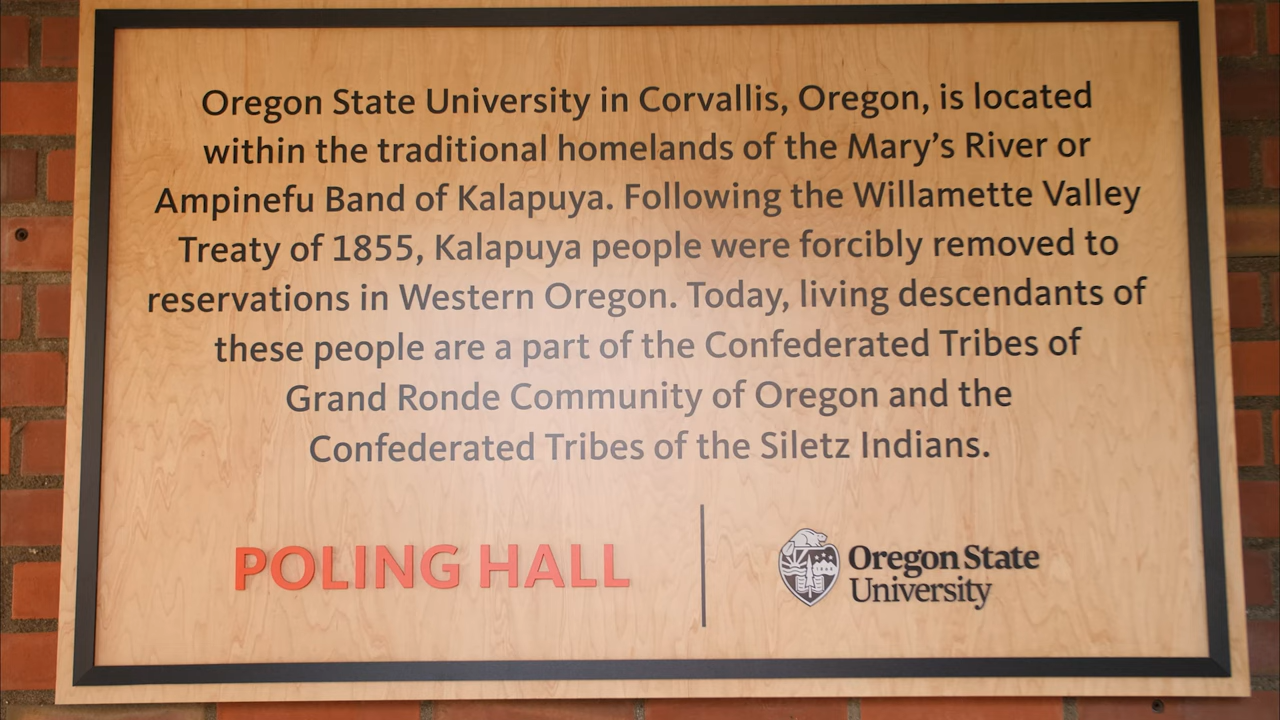 Oregon State University in Corvallis, Oregon, is located
within the traditional homelands of the Mary's River or
Ampinefu Band of Kalapuya. Following the Willamette Valley
Treaty of 1855, Kalapuya people were forcibly removed to
reservations in Western Oregon. Today, living descendants of
these people are a part of the Confederated Tribes of
Grand Ronde Community of Oregon and the
Confederated Tribes of the Siletz Indians.
POLING HALL
Oregon State
University